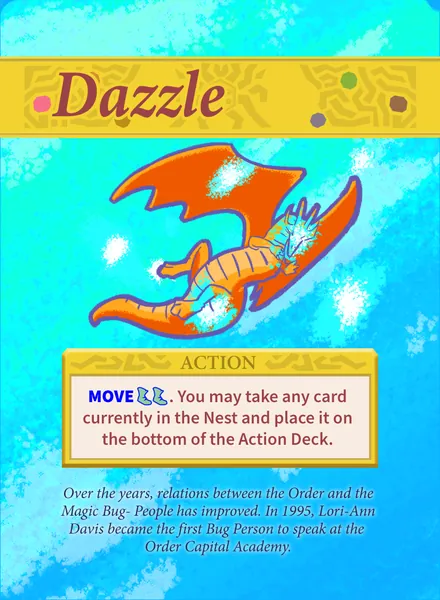 Dazzle
ACTION
MOVE. You may take any card
currently in the Nest and place it on
the bottom of the Action Deck.
Over the years, relations between the Order and the
Magic Bug- People has improved. In 1995, Lori-Ann
Davis became the first Bug Person to speak at the
Order Capital Academy.